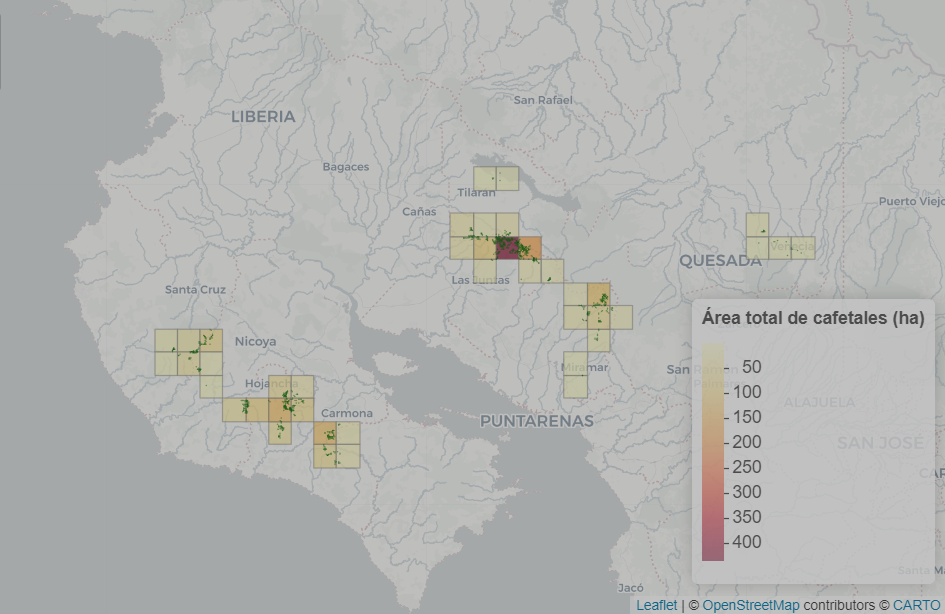 San Rafael
LIBERIA
Bagaces
Tilarán
Cañas
Puerto Viejo
Venecia
QUESADA
Las Juntas
Santa Cruz
Área total de cafetales (ha)
Nicoya
50
Miramar
San Ramón
Hojancha
Palmares
100
ALAJUELA
Carmona
150
PUNTARENAS
200
SAN JOSÉ
250
CAR
300
350
400
Santa M
Jacó
Leaflet | © OpenStreetMap contributors © CARTO